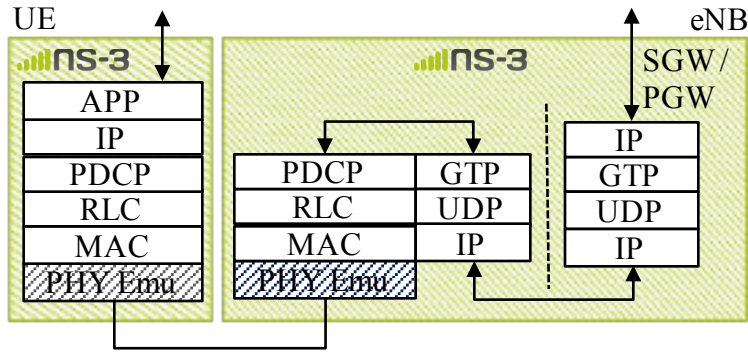 UE
eNB
ns-3
ns-3
SGW/
PGW
APP
IP
PDCP
RLC
MAC
PHY Emu
PDCP
RLC
MAC
PHY Emu
GTP
UDP
IP
IP
GTP
UDP
IP